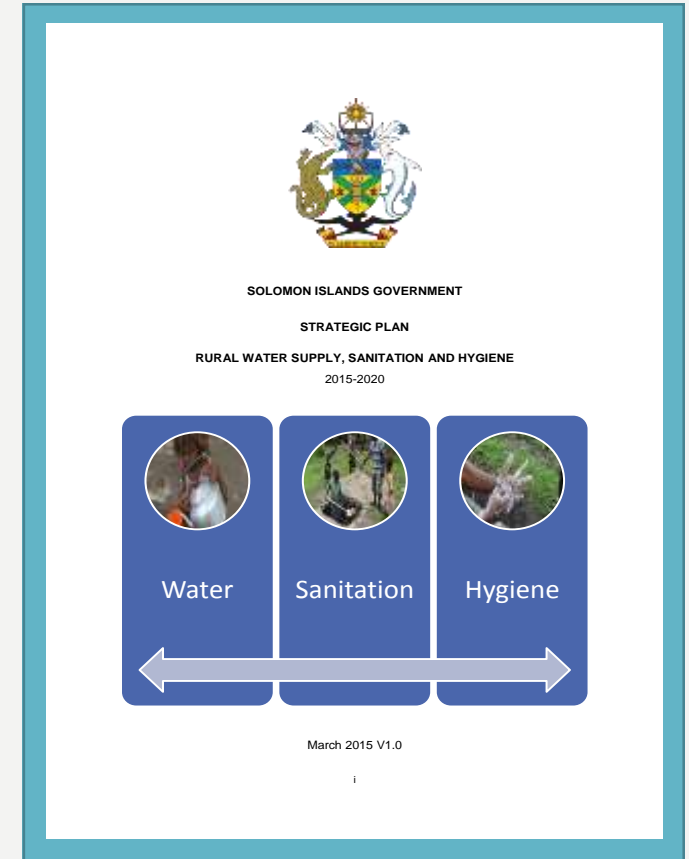 SOLOMON ISLANDS GOVERNMENT
STRATEGIC PLAN
RURAL WATER SUPPLY, SANITATION AND HYGIENE
2015-2020
Water Sanitation Hygiene
March 2015 V1.0
i